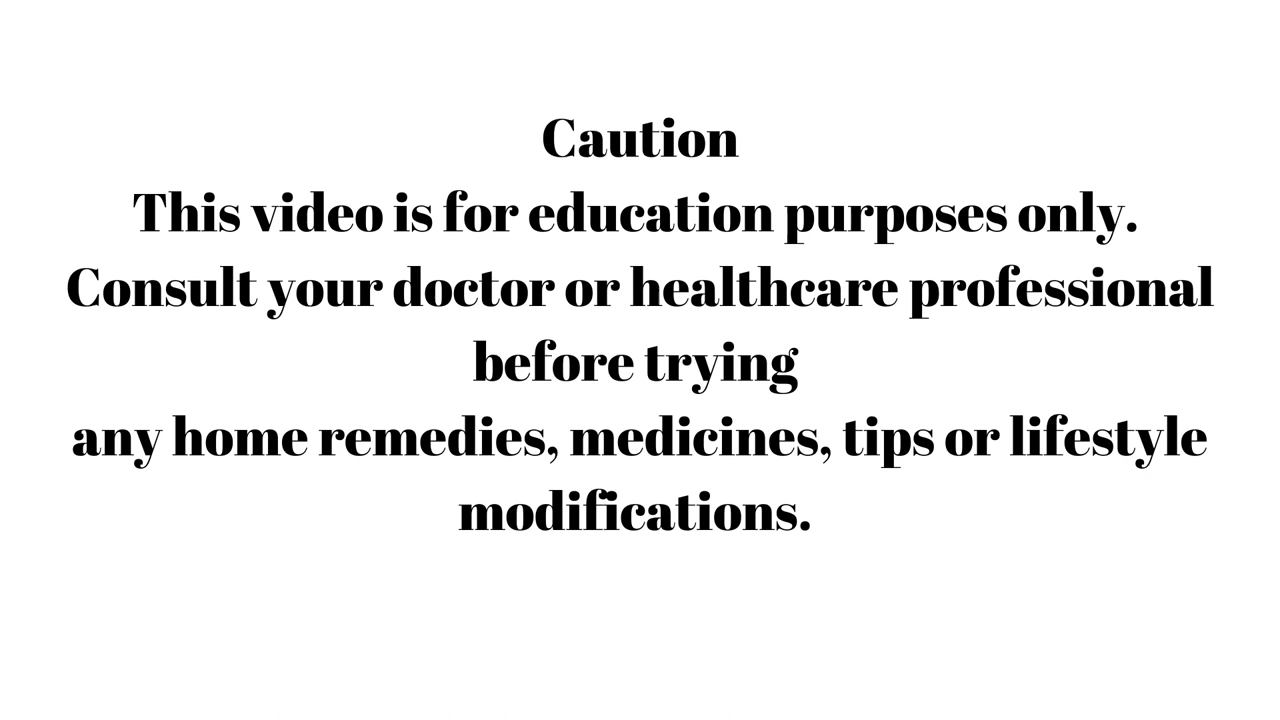 Caution
This video is for education purposes only.
Consult your doctor or healthcare professional
before trying
any home remedies, medicines, tips or lifestyle
modifications.